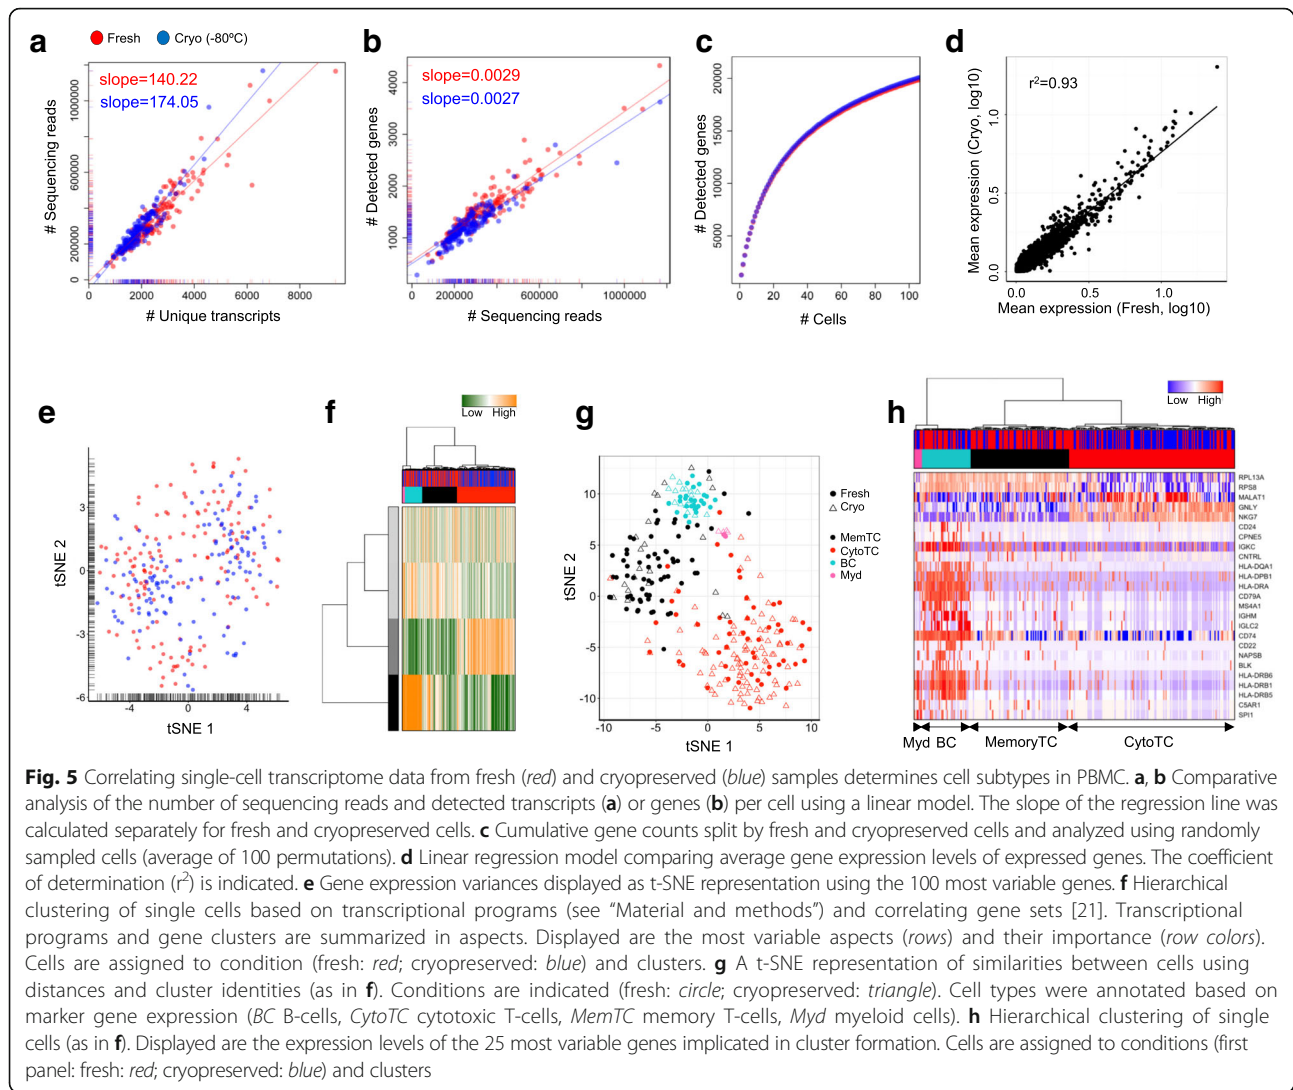 a
Fresh
Cryo (-80ºC)
slope=140.22
slope=174.05
# Sequencing reads
0
200000
400000
600000
1000000
0
2000
4000
6000
8000
# Unique transcripts
b
slope=0.0029
slope=0.0027
# Detected genes
1000
2000
3000
4000
0
200000
600000
1000000
# Sequencing reads
c
# Detected genes
5000
10000
15000
20000
0
20
40
60
80
100
# Cells
d
r2=0.93
Mean expression (Cryo, log10)
0.0
0.5
1.0
0.0
0.5
1.0
Mean expression (Fresh, log10)
e
tSNE 2
3
0
-3
-6
-4
0
4
tSNE 1
f
Low High
g
tSNE 2
10
5
0
-5
-10
-10
-5
0
5
10
tSNE 1
Fresh
Cryo
MemTC
CytoTC
BC
Myd
h
Low High
RPL13A
RPS8
MALAT1
GNLY
NKG7
CD24
CPNE5
IGKC
CNTRL
HLA-DQA1
HLA-DPB1
HLA-DRA
CD79A
MS4A1
IGHM
IGLC2
CD74
CD22
NAPSB
BLK
HLA-DRB6
HLA-DRB1
HLA-DRB5
C5AR1
SPI1
Myd BC MemoryTC CytoTC
Fig. 5 Correlating single-cell transcriptome data from fresh (red) and cryopreserved (blue) samples determines cell subtypes in PBMC. a, b Comparative
analysis of the number of sequencing reads and detected transcripts (a) or genes (b) per cell using a linear model. The slope of the regression line was
calculated separately for fresh and cryopreserved cells. c Cumulative gene counts split by fresh and cryopreserved cells and analyzed using randomly
sampled cells (average of 100 permutations). d Linear regression model comparing average gene expression levels of expressed genes. The coefficient
of determination (r2) is indicated. e Gene expression variances displayed as t-SNE representation using the 100 most variable genes. f Hierarchical
clustering of single cells based on transcriptional programs (see “Material and methods”) and correlating gene sets [21]. Transcriptional
programs and gene clusters are summarized in aspects. Displayed are the most variable aspects (rows) and their importance (row colors).
Cells are assigned to condition (fresh: red; cryopreserved: blue) and clusters. g A t-SNE representation of similarities between cells using
distances and cluster identities (as in f). Conditions are indicated (fresh: circle; cryopreserved: triangle). Cell types were annotated based on
marker gene expression (BC B-cells, CytoTC cytotoxic T-cells, MemTC memory T-cells, Myd myeloid cells). h Hierarchical clustering of single
cells (as in f). Displayed are the expression levels of the 25 most variable genes implicated in cluster formation. Cells are assigned to conditions (first
panel: fresh: red; cryopreserved: blue) and clusters